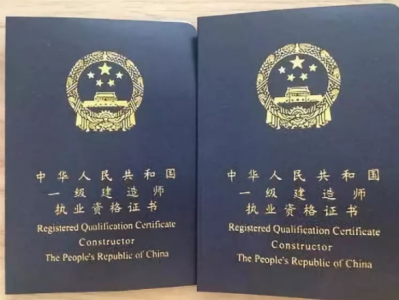 中华人民共和国
一级建造师
执业资格证书
Registered Qualification Certificate
Constructor
The People's Republic of China
中华人民共和国
一级建造师
执业资格证书
Registered Qualification Certificate
Constructor
The People's Republic of China